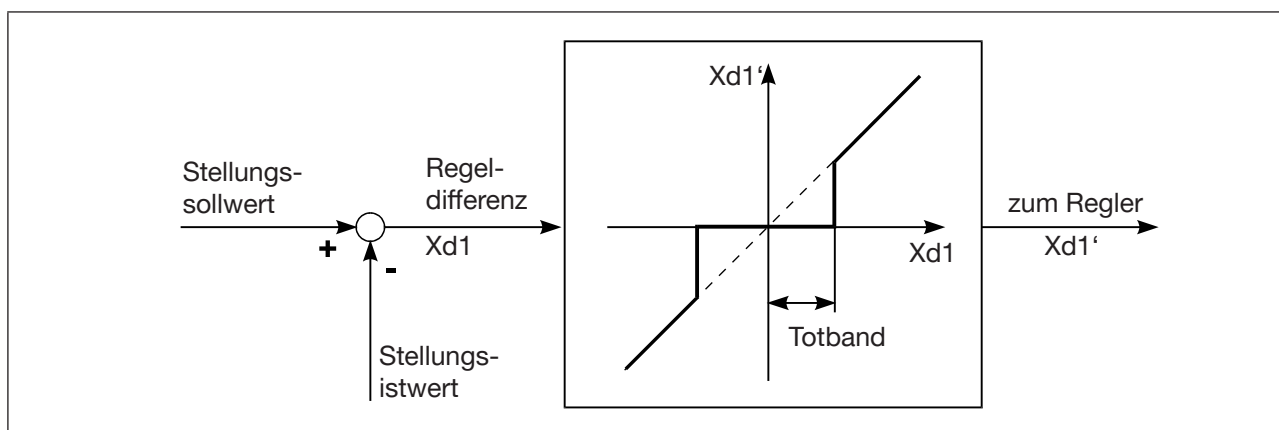 Stellungs-
sollwert
+
-
Stellungs-
istwert
Regel-
differenz
Xd1
Xd1‘
Xd1
Totband
zum Regler
Xd1‘